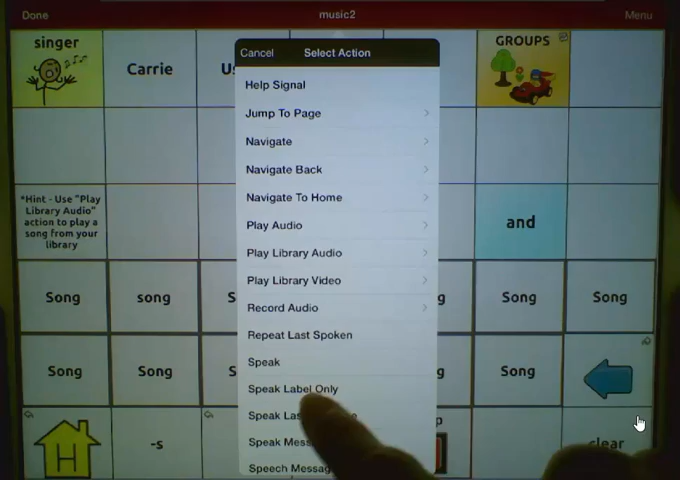 Done
music2
Menu
singer
Carrie
GROUPS
Cancel
Select Action
Help Signal
Jump To Page
Navigate
Navigate Back
Navigate To Home
Play Audio
Play Library Audio
Play Library Video
Record Audio
Repeat Last Spoken
Speak
Speak Label Only
Speak
Speak
Speech
*Hint - Use "Play
Library Audio"
action to play a
song from your
library
and
Song
song
Song
Song
Song
Song
Song
H
-s
clear